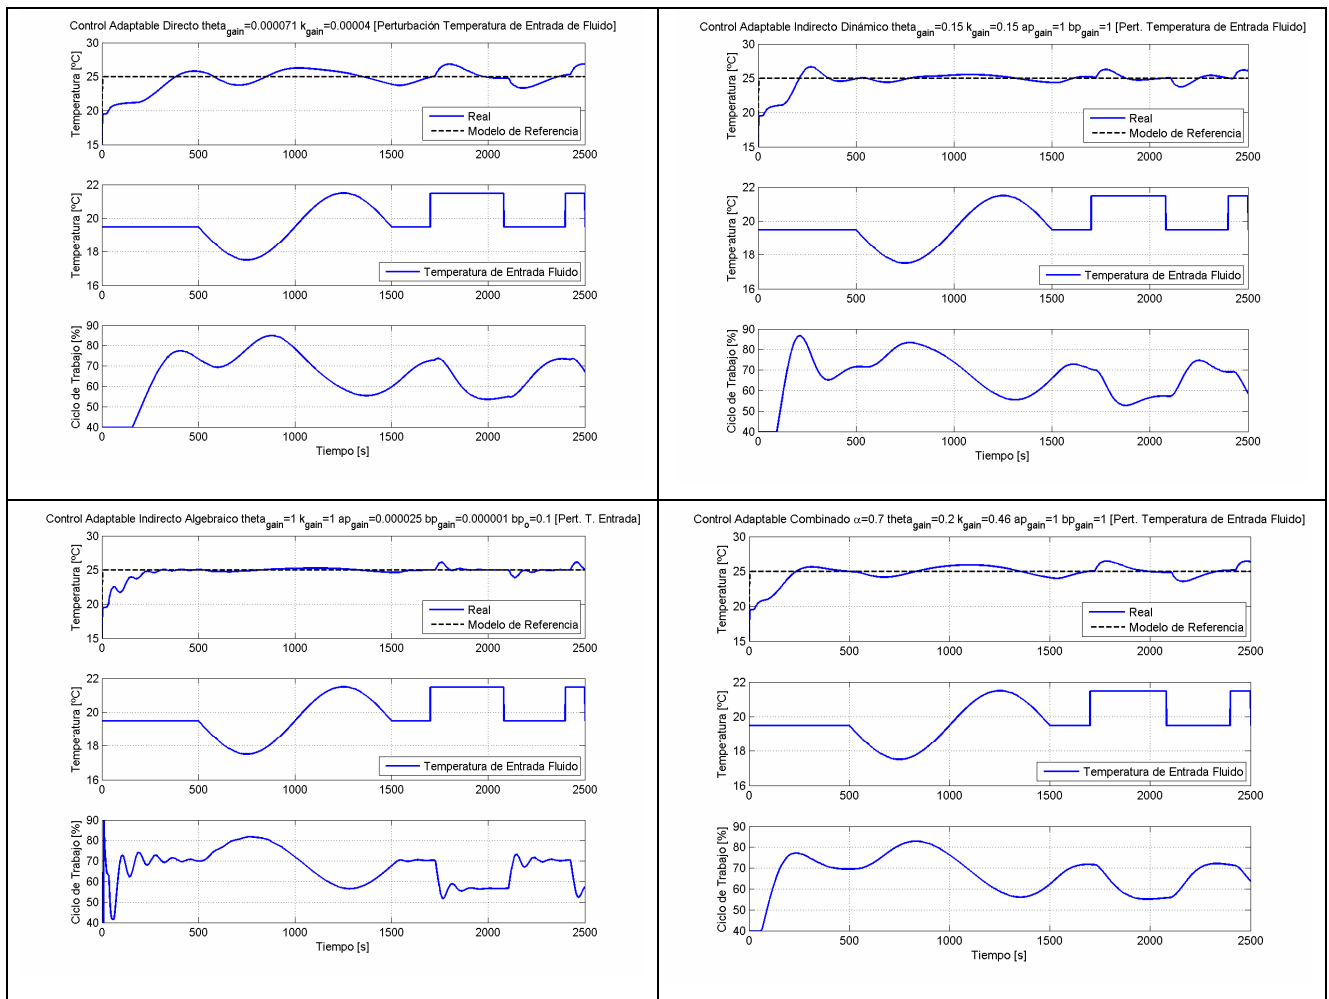 Control Adaptable Directo theta_gain=0.000071 k_gain=0.00004 [Perturbación Temperatura de Entrada de Fluido]
Temperatura [ºC]
30
25
20
15
Real
Modelo de Referencia
0 500 1000 1500 2000 2500
Temperatura [ºC]
22
20
18
16
Temperatura de Entrada Fluido
0 500 1000 1500 2000 2500
Ciclo de Trabajo [%]
90
80
70
60
50
40
0 500 1000 1500 2000 2500
Tiempo [s]
Control Adaptable Indirecto Dinámico theta_gain=0.15 k_gain=0.15 ap_gain=1 bp_gain=1 [Pert. Temperatura de Entrada Fluido]
Temperatura [ºC]
30
25
20
15
Real
Modelo de Referencia
0 500 1000 1500 2000 2500
Temperatura [ºC]
22
20
18
16
Temperatura de Entrada Fluido
0 500 1000 1500 2000 2500
Ciclo de Trabajo [%]
90
80
70
60
50
40
0 500 1000 1500 2000 2500
Tiempo [s]
Control Adaptable Indirecto Algebraico theta_gain=1 k_gain=1 ap_gain=0.000025 bp_gain=0.000001 bp_o=0.1 [Pert. T. Entrada]
Temperatura [ºC]
30
25
20
15
Real
Modelo de Referencia
0 500 1000 1500 2000 2500
Temperatura [ºC]
22
20
18
16
Temperatura de Entrada Fluido
0 500 1000 1500 2000 2500
Ciclo de Trabajo [%]
90
80
70
60
50
40
0 500 1000 1500 2000 2500
Tiempo [s]
Control Adaptable Combinado α=0.7 theta_gain=0.2 k_gain=0.46 ap_gain=1 bp_gain=1 [Pert. Temperatura de Entrada Fluido]
Temperatura [ºC]
30
25
20
15
Real
Modelo de Referencia
0 500 1000 1500 2000 2500
Temperatura [ºC]
22
20
18
16
Temperatura de Entrada Fluido
0 500 1000 1500 2000 2500
Ciclo de Trabajo [%]
90
80
70
60
50
40
0 500 1000 1500 2000 2500
Tiempo [s]